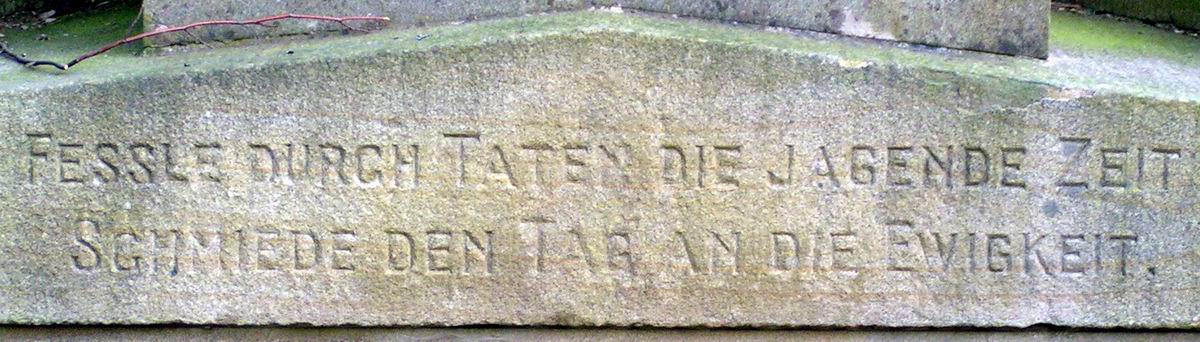 Fessle durch Taten die jagende Zeit
Schmiede den Tag an die Ewigkeit.